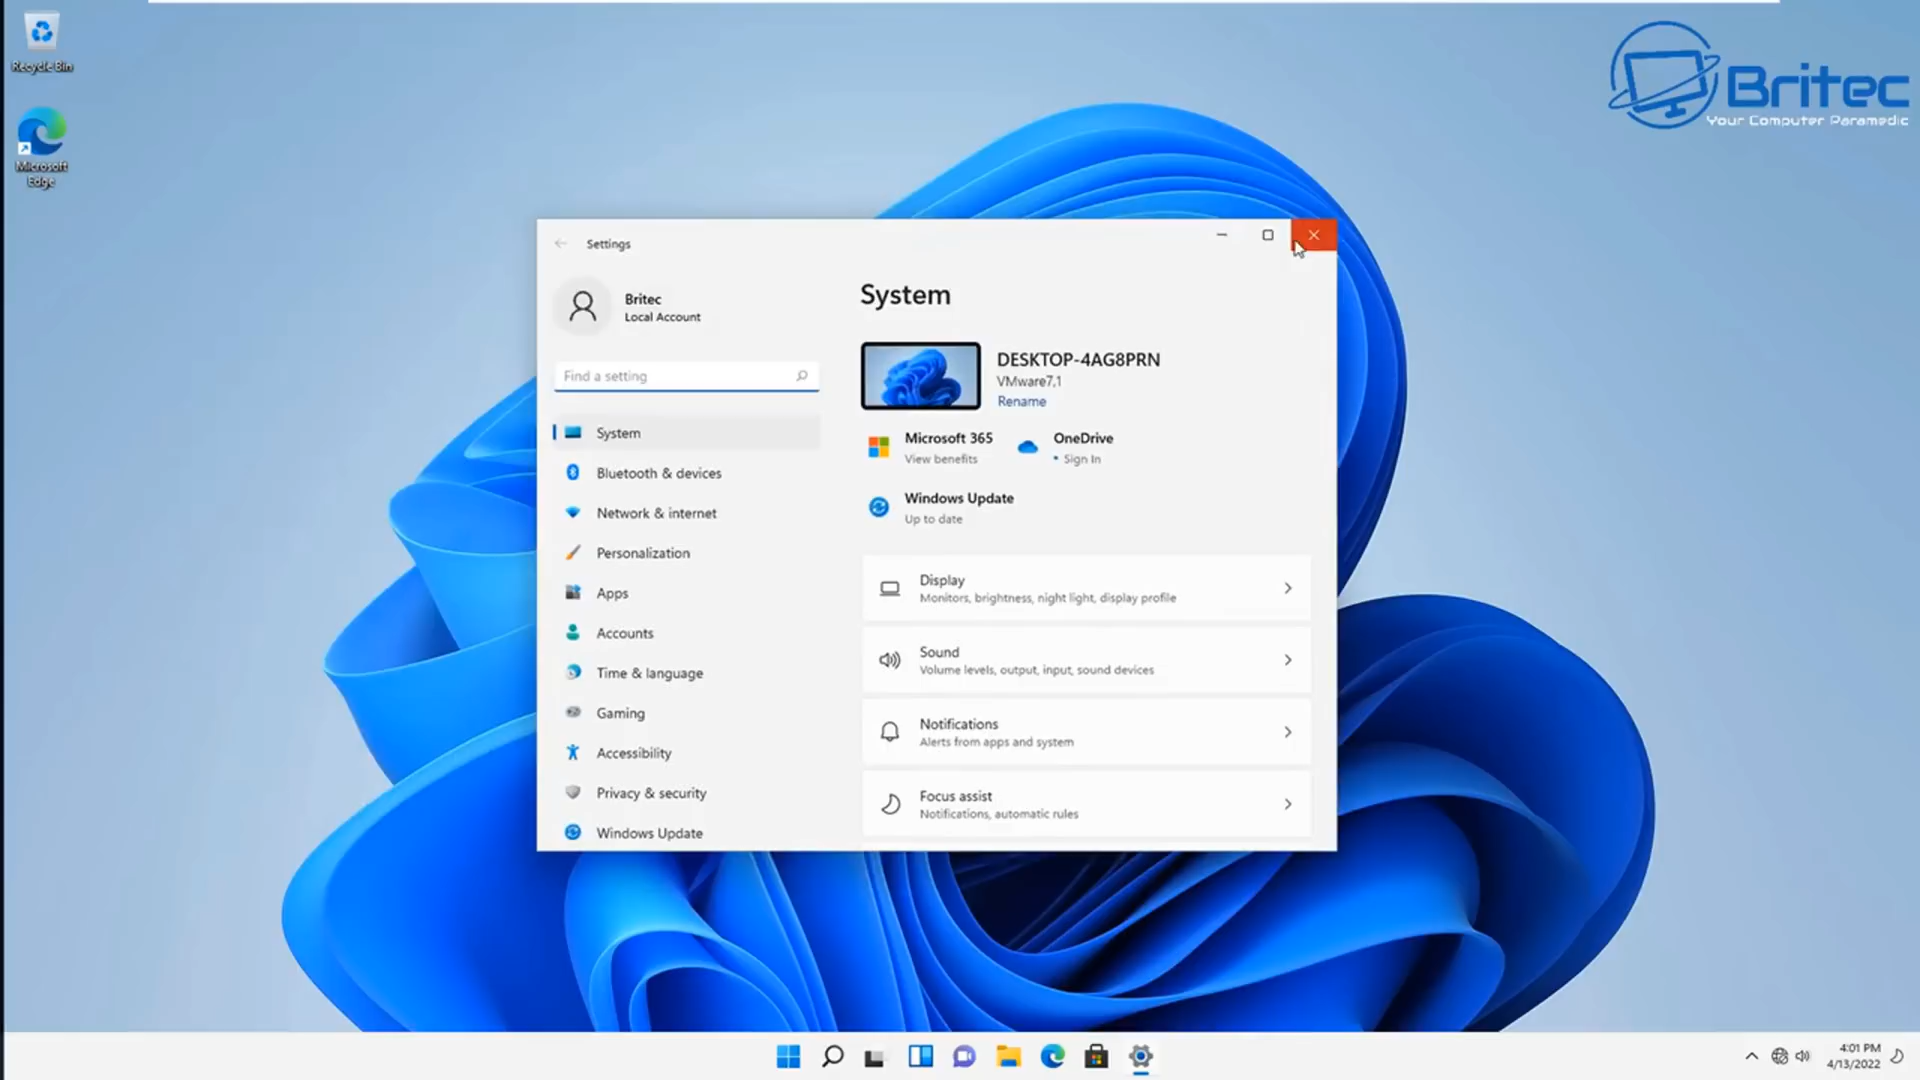 Recycle Bin
Microsoft
Edge
Britec
Your Computer Paramedic
Settings
Britec
Local Account
Find a setting
System
Bluetooth & devices
Network & internet
Personalization
Apps
Accounts
Time & language
Gaming
Accessibility
Privacy & security
Windows Update
System
DESKTOP-4AG8PRN
VMware7,1
Rename
Microsoft 365
View benefits
OneDrive
• Sign In
Windows Update
Up to date
Display
Monitors, brightness, night light, display profile
Sound
Volume levels, output, input, sound devices
Notifications
Alerts from apps and system
Focus assist
Notifications, automatic rules
4:01 PM
4/13/2022